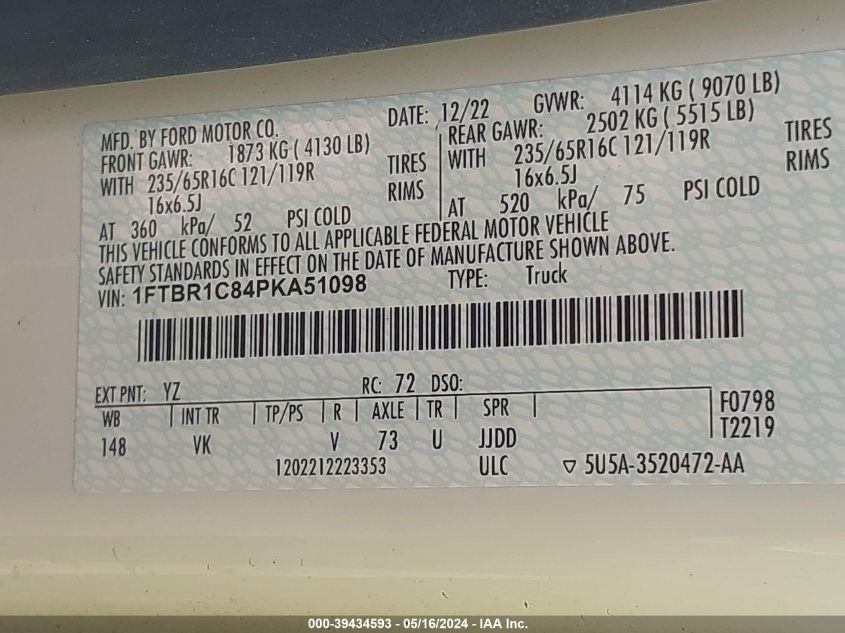 MFD. BY FORD MOTOR CO.
DATE: 12/22
GVWR: 4114 KG ( 9070 LB)
FRONT GAWR: 1873 KG ( 4130 LB)
REAR GAWR: 2502 KG ( 5515 LB)
WITH 235/65R16C 121/119R TIRES
WITH 235/65R16C 121/119R TIRES
16x6.5J RIMS
16x6.5J RIMS
AT 360 kPa/ 52 PSI COLD
AT 520 kPa/ 75 PSI COLD
THIS VEHICLE CONFORMS TO ALL APPLICABLE FEDERAL MOTOR VEHICLE
SAFETY STANDARDS IN EFFECT ON THE DATE OF MANUFACTURE SHOWN ABOVE.
VIN: 1FTBR1C84PKA51098 TYPE: Truck
EXT PNT: YZ RC: 72 DSO:
WB INT TR TP/PS R AXLE TR SPR F0798
148 VK V 73 U JJDD T2219
1202212223353 ULC ▽ 5U5A-3520472-AA
000-39434593 - 05/16/2024 - IAA Inc.